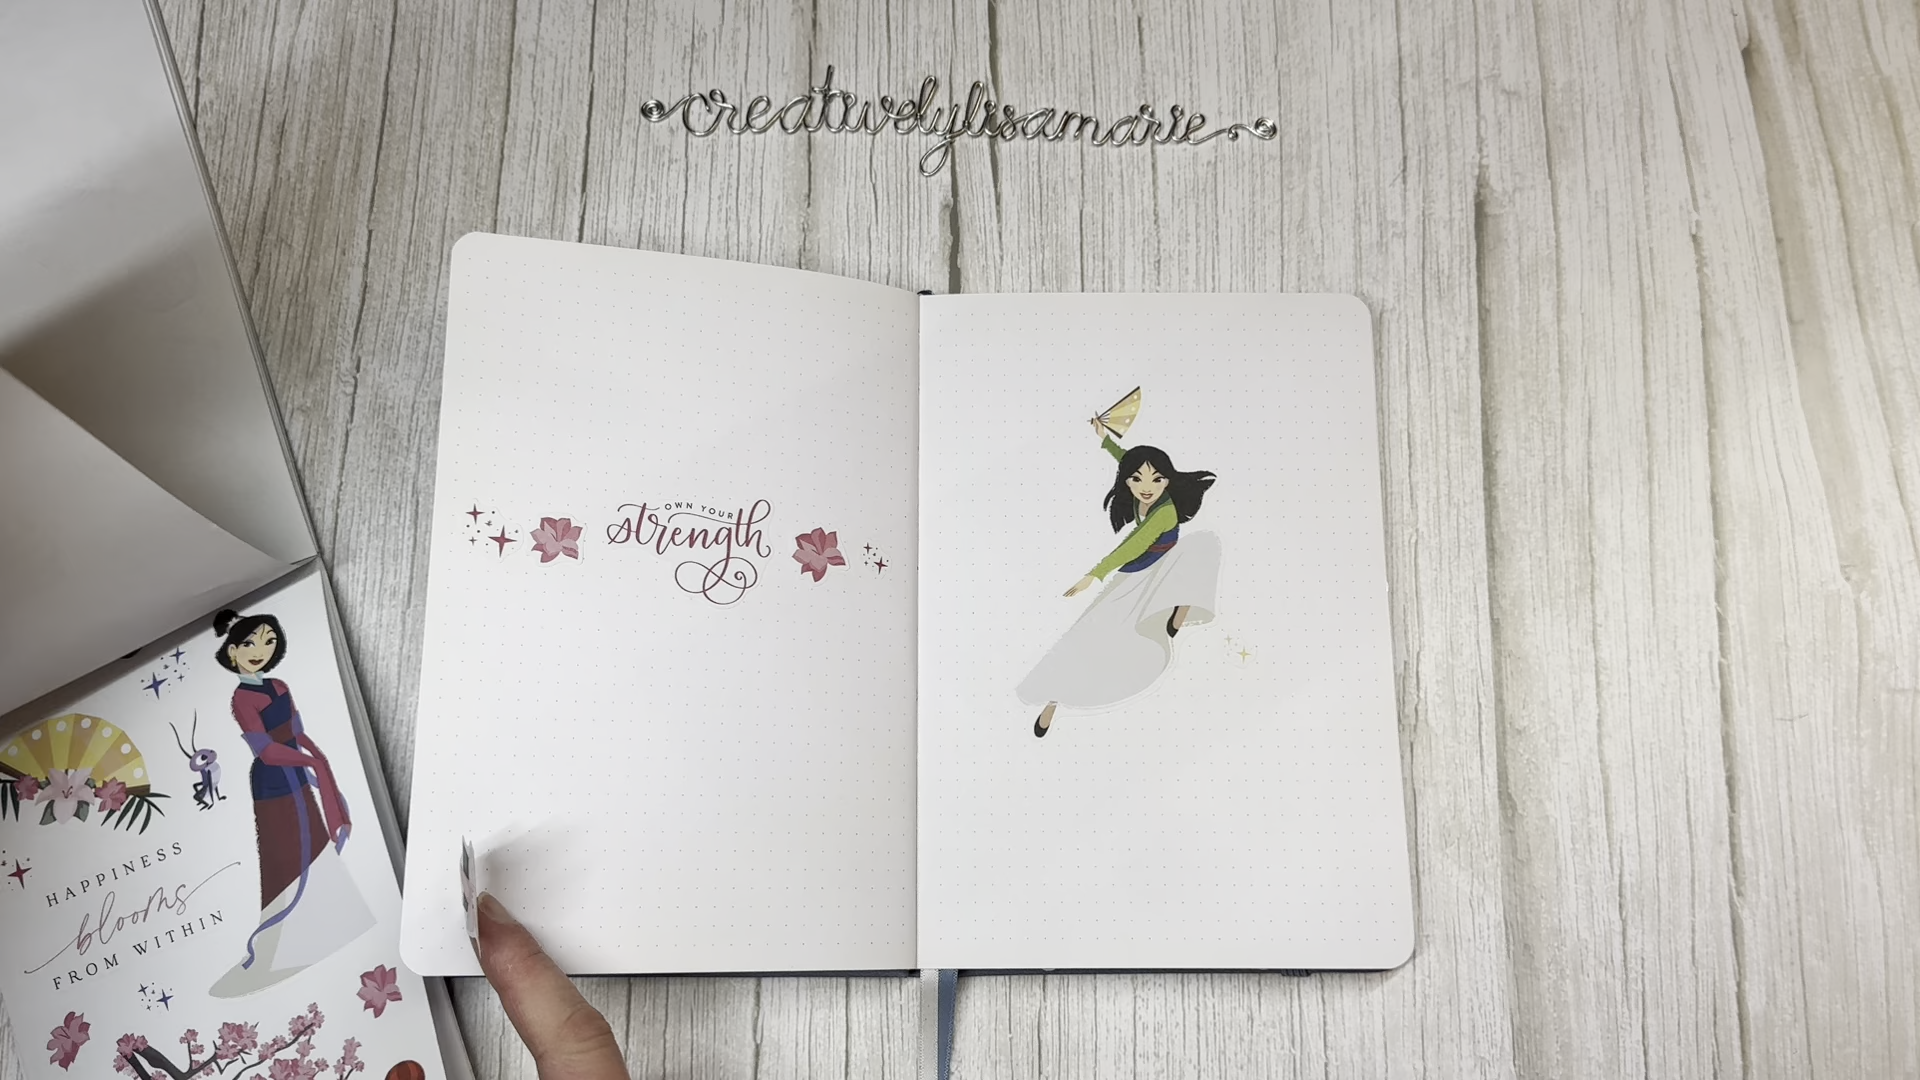 creativelylisamarie
OWN YOUR
strength
HAPPINESS
blooms
FROM WITHIN